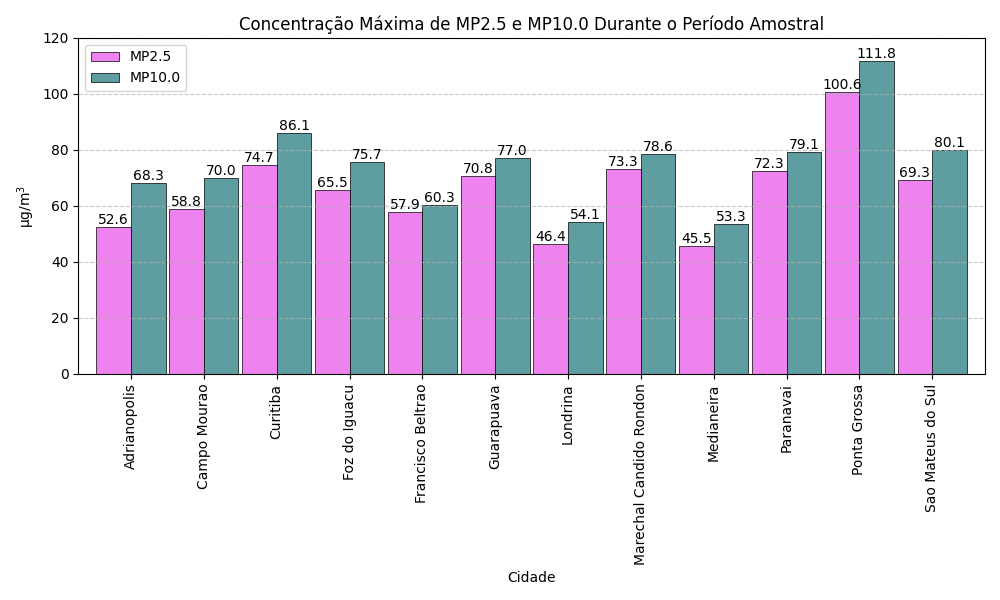 Concentração Máxima de MP2.5 e MP10.0 Durante o Período Amostral
MP2.5
MP10.0
µg/m³
120
100
80
60
40
20
0
52.6
68.3
58.8
70.0
74.7
86.1
65.5
75.7
57.9
60.3
70.8
77.0
46.4
54.1
73.3
78.6
45.5
53.3
72.3
79.1
100.6
111.8
69.3
80.1
Adrianopolis
Campo Mourao
Curitiba
Foz do Iguacu
Francisco Beltrao
Guarapuava
Londrina
Marechal Candido Rondon
Medianeira
Paranavai
Ponta Grossa
Sao Mateus do Sul
Cidade